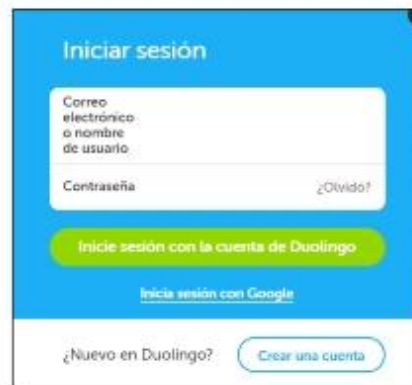 Iniciar sesión
Correo
electrónico
o nombre
de usuario
Contraseña ¿Olvido?
Inicie sesión con la cuenta de Duolingo
Inicia sesión con Google
¿Nuevo en Duolingo? Crear una cuenta